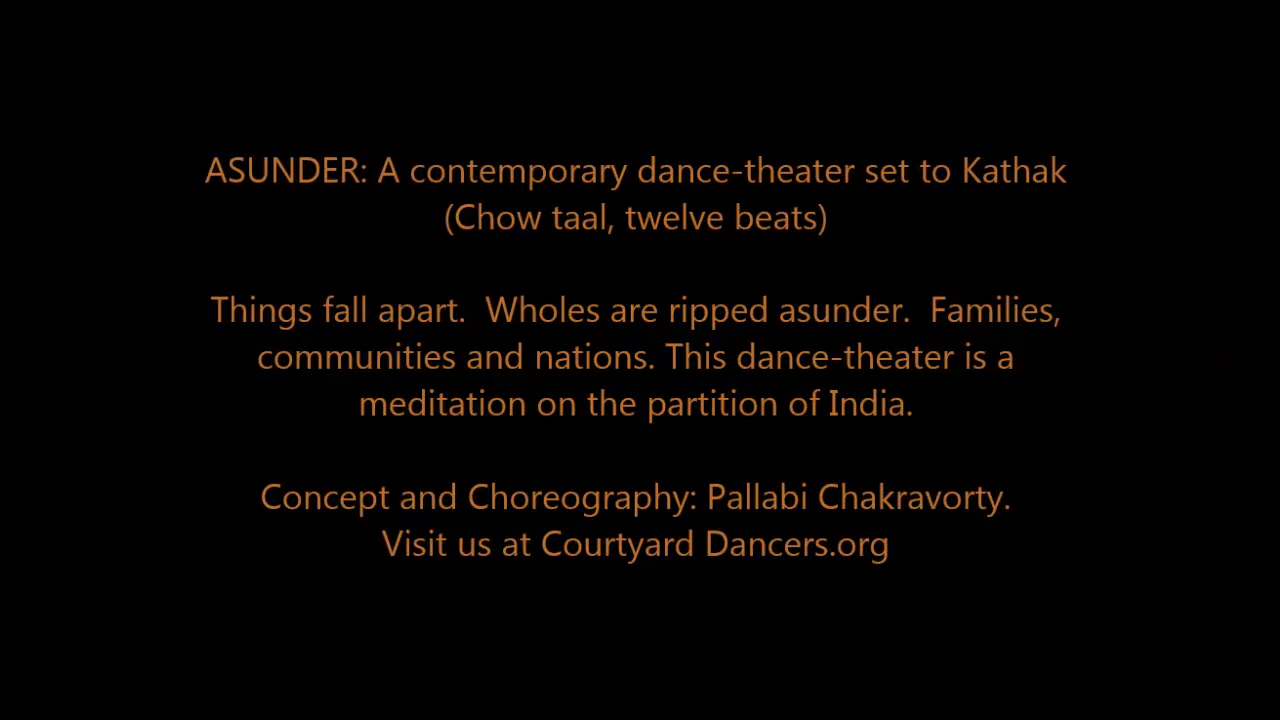 ASUNDER: A contemporary dance-theater set to Kathak
(Chow taal, twelve beats)
Things fall apart.  Wholes are ripped asunder.  Families,
communities and nations. This dance-theater is a
meditation on the partition of India.
Concept and Choreography: Pallabi Chakravorty.
Visit us at Courtyard Dancers.org